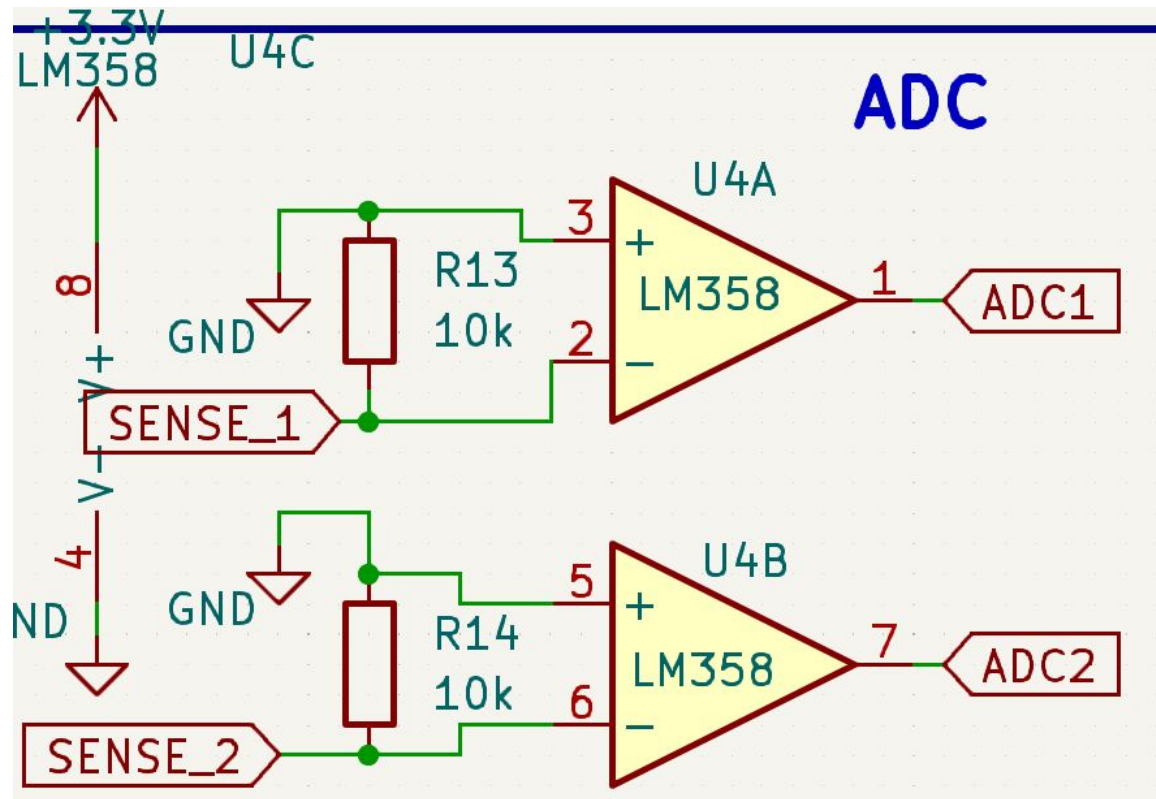 +3.3V
LM358
U4C
ADC
U4A
3
+
R13
LM358
1
ADC1
8
GND
10k
2
-
V+
SENSE_1
V-
4
GND
ND
U4B
5
+
R14
LM358
7
ADC2
10k
6
-
SENSE_2